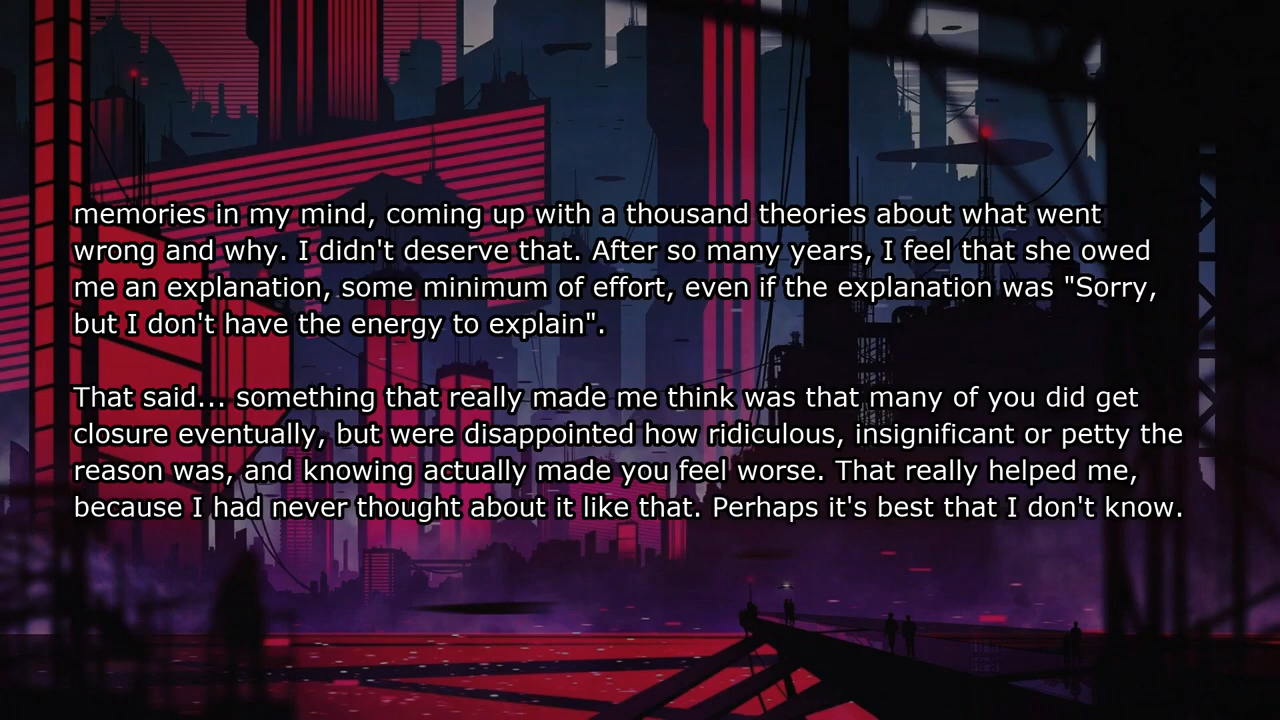 memories in my mind, coming up with a thousand theories about what went
wrong and why. I didn't deserve that. After so many years, I feel that she owed
me an explanation, some minimum of effort, even if the explanation was "Sorry,
but I don't have the energy to explain".
That said... something that really made me think was that many of you did get
closure eventually, but were disappointed how ridiculous, insignificant or petty the
reason was, and knowing actually made you feel worse. That really helped me,
because I had never thought about it like that. Perhaps it's best that I don't know.